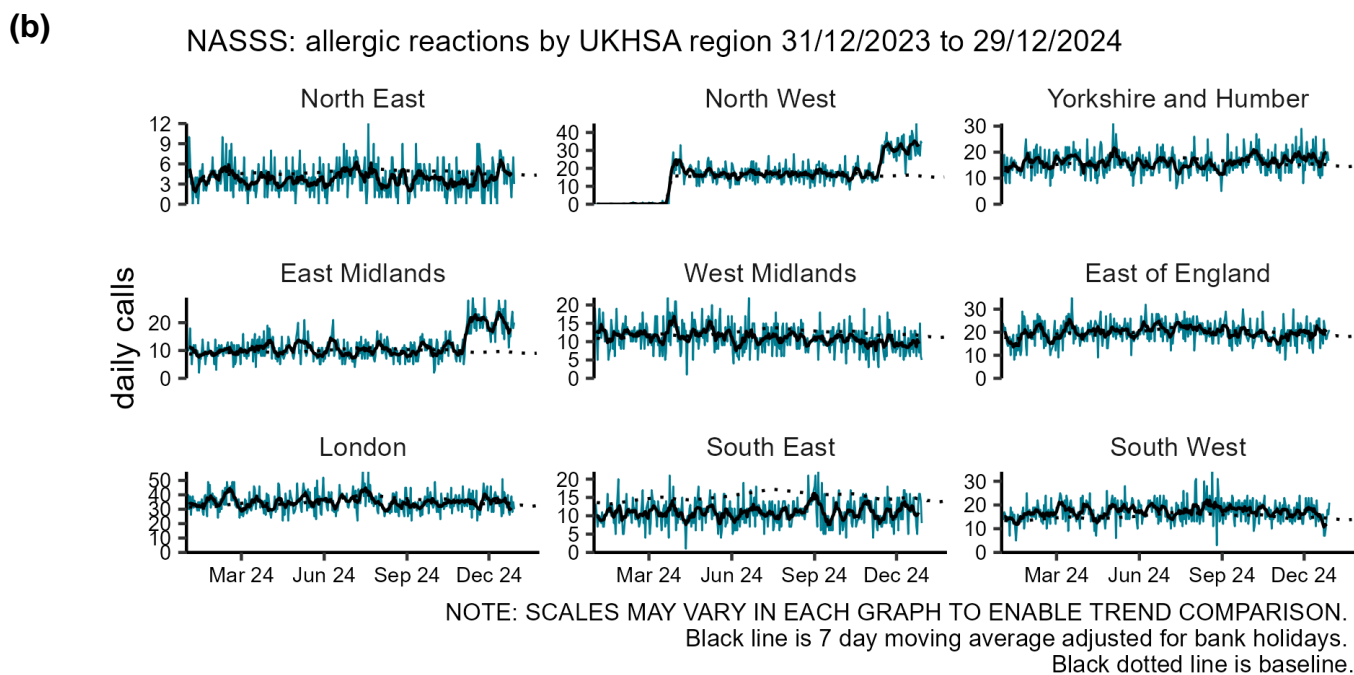 (b)
NASSS: allergic reactions by UKHSA region 31/12/2023 to 29/12/2024
North East
12
9
6
3
0
North West
40
30
20
10
0
Yorkshire and Humber
30
20
10
0
daily calls
East Midlands
20
10
0
West Midlands
20
15
10
5
0
East of England
30
20
10
0
London
50
40
30
20
10
0
Mar 24 Jun 24 Sep 24 Dec 24
South East
20
15
10
5
0
Mar 24 Jun 24 Sep 24 Dec 24
South West
30
20
10
0
Mar 24 Jun 24 Sep 24 Dec 24
NOTE: SCALES MAY VARY IN EACH GRAPH TO ENABLE TREND COMPARISON.
Black line is 7 day moving average adjusted for bank holidays.
Black dotted line is baseline.